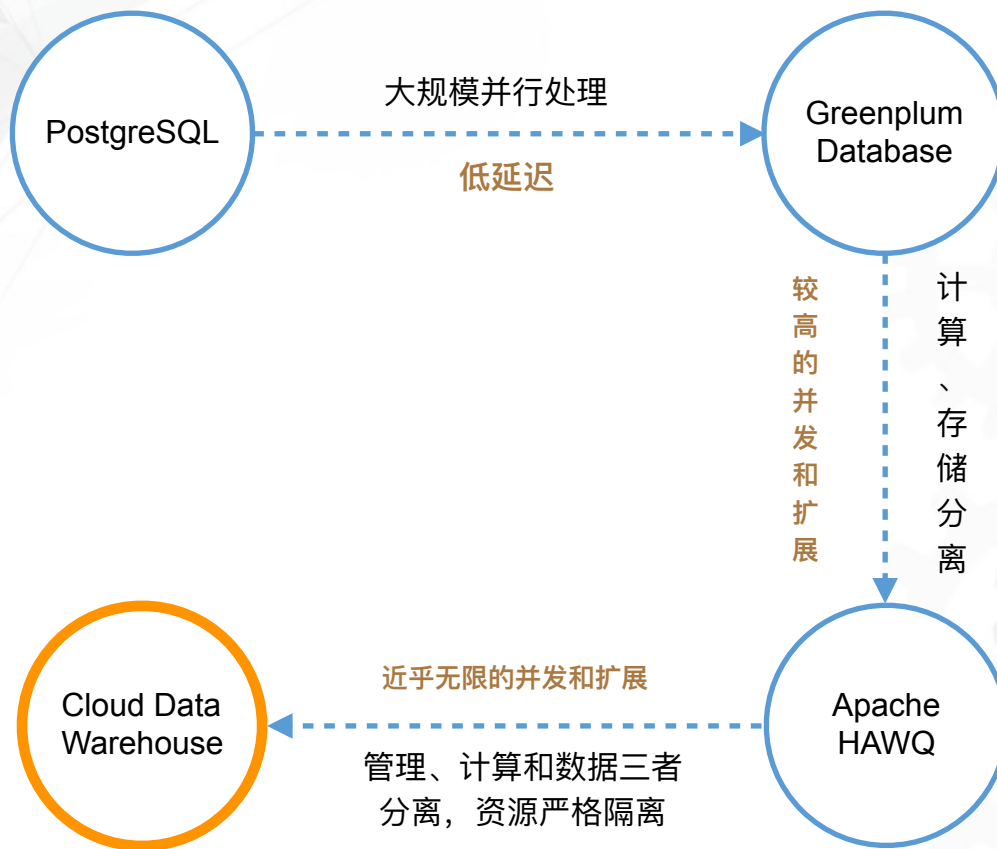 PostgreSQL
大规模并行处理
低延迟
Greenplum
Database
较高的并发和扩展
计算、存储分离
Apache
HAWQ
近乎无限的并发和扩展
管理、计算和数据三者
分离，资源严格隔离
Cloud Data
Warehouse